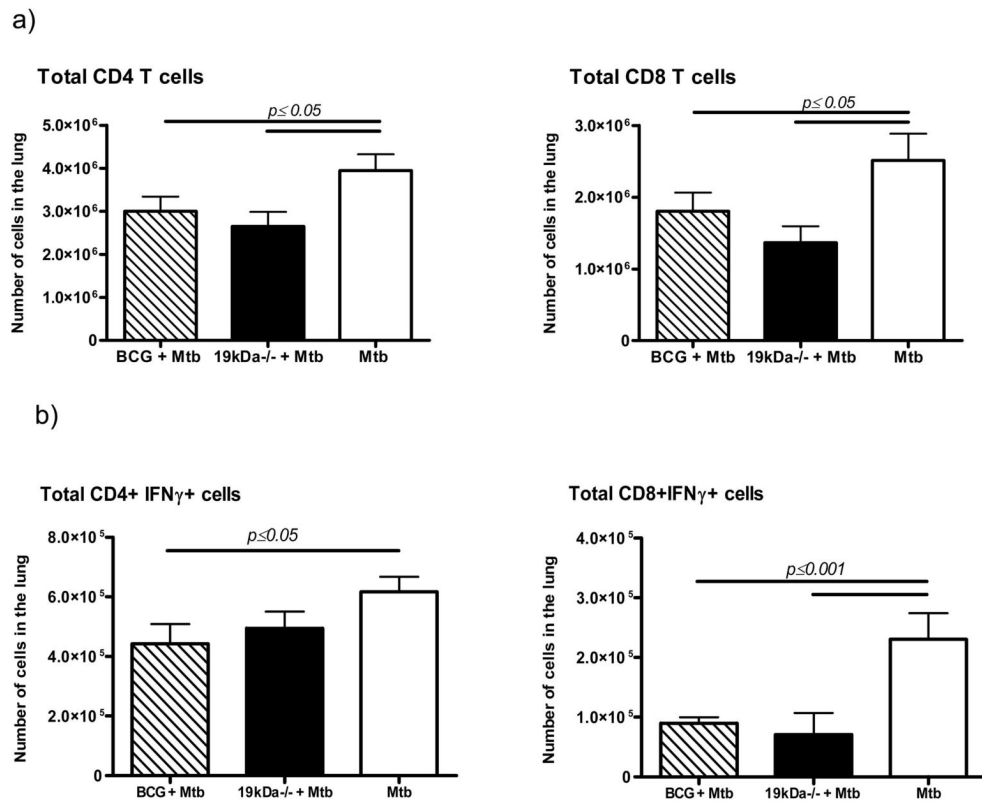 a)
Total CD4 T cells
p≤ 0.05
Number of cells in the lung
5.0×10⁶
4.0×10⁶
3.0×10⁶
2.0×10⁶
1.0×10⁶
0
BCG + Mtb 19kDa-/- + Mtb Mtb
Total CD8 T cells
p≤ 0.05
Number of cells in the lung
3.0×10⁶
2.0×10⁶
1.0×10⁶
0
BCG + Mtb 19kDa-/- + Mtb Mtb
b)
Total CD4+ IFNγ+ cells
p≤0.05
Number of cells in the lung
8.0×10⁵
6.0×10⁵
4.0×10⁵
2.0×10⁵
0
BCG + Mtb 19kDa-/- + Mtb Mtb
Total CD8+IFNγ+ cells
p≤0.001
Number of cells in the lung
4.0×10⁵
3.0×10⁵
2.0×10⁵
1.0×10⁵
0
BCG + Mtb 19kDa-/- + Mtb Mtb